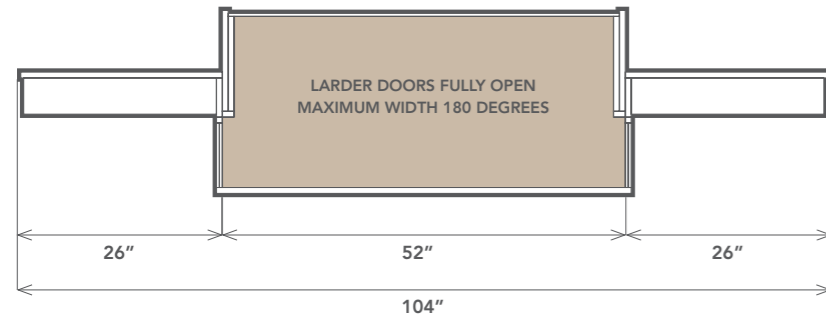 LARDER DOORS FULLY OPEN
MAXIMUM WIDTH 180 DEGREES
26”
52”
26”
104”